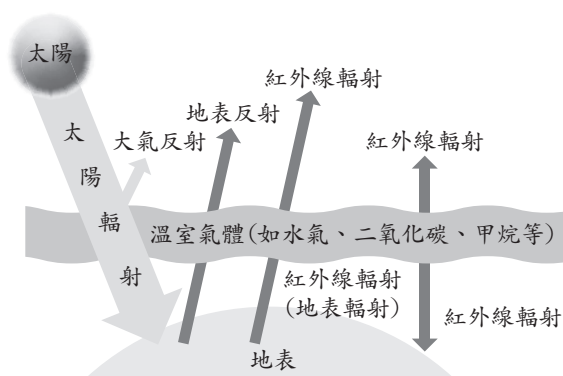 太陽
太陽輻射
大氣反射
地表反射
紅外線輻射
紅外線輻射
溫室氣體(如水氣、二氧化碳、甲烷等)
紅外線輻射
(地表輻射)
紅外線輻射
地表